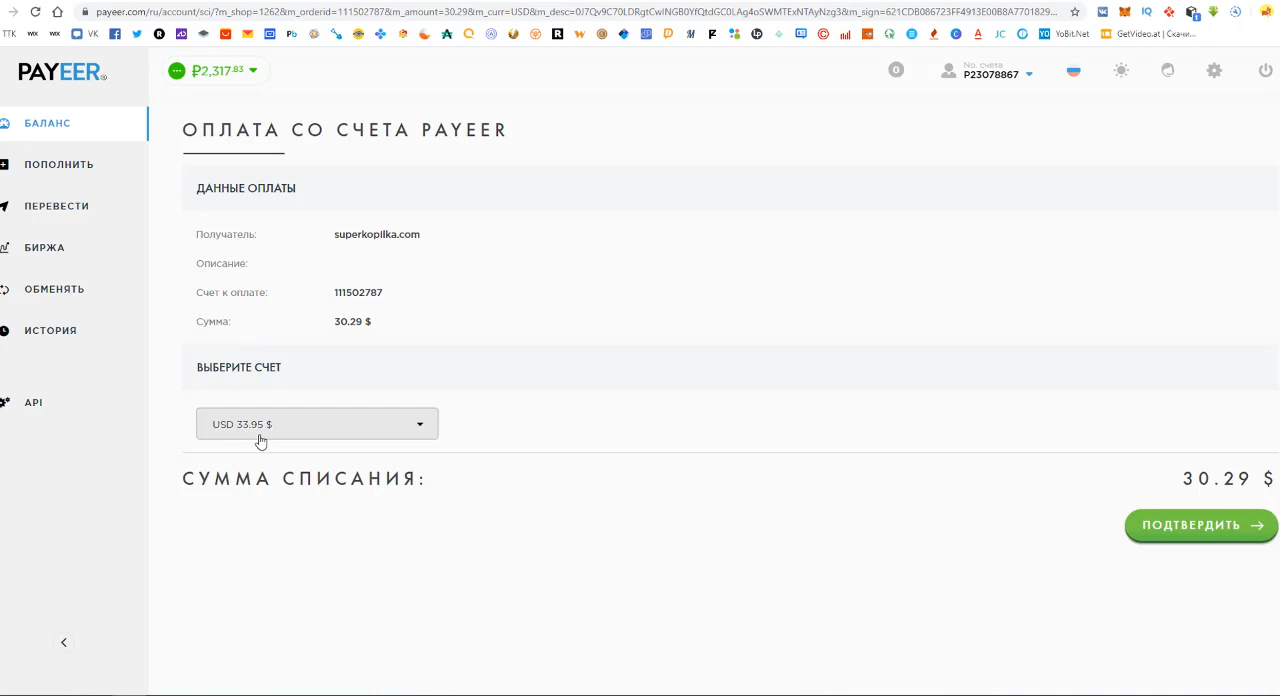 payeer.com/ru/account/sci/?m_shop=1262&m_orderid=111502787&m_amount=30.29&m_curr=USD&m_desc=0J7Qv9C70LDRgtCwINGB0YfQtdGC0LAg4oSWMTExNTAyNzg3&m_sign=621CDB086723FF4913E00B8A7701829...
ТТК VK YoBit.Net GetVideo.at | Скачи...
PAYEER
₽2,317.83
No. счета
P23078867
БАЛАНС
ПОПОЛНИТЬ
ПЕРЕВЕСТИ
БИРЖА
ОБМЕНЯТЬ
ИСТОРИЯ
API
ОПЛАТА СО СЧЕТА PAYEER
ДАННЫЕ ОПЛАТЫ
Получатель: superkopilka.com
Описание:
Счет к оплате: 111502787
Сумма: 30.29 $
ВЫБЕРИТЕ СЧЕТ
USD 33.95 $
СУММА СПИСАНИЯ: 30.29 $
ПОДТВЕРДИТЬ